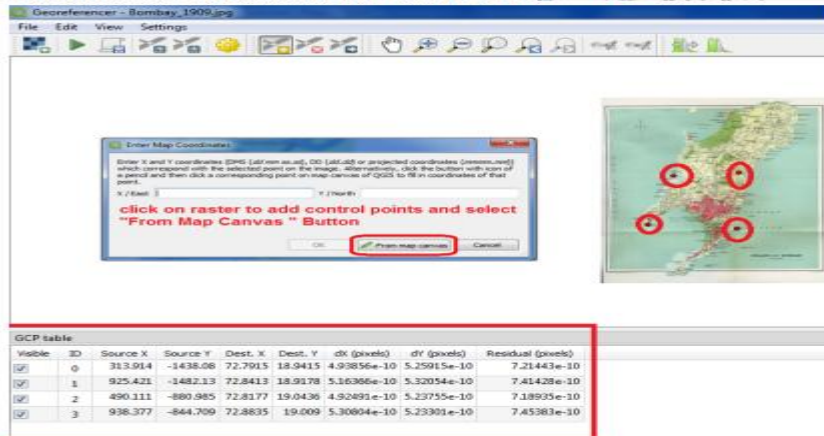 Georeferencer - Bombay_1909.jpg
File Edit View Settings
Enter Map Coordinates
Enter X and Y coordinates (DMS (dd mm ss.ss), DD (dd.dd) or projected coordinates (mmmm.mm))
which correspond with the selected point on the image. Alternatively, click the button with icon of
a pencil and then click a corresponding point on map canvas of QGIS to fill in coordinates of that
point.
X / East Y / North
click on raster to add control points and select
"From Map Canvas " Button
OK From map canvas Cancel
GCP table
Visible ID Source X Source Y Dest. X Dest. Y dX (pixels) dY (pixels) Residual (pixels)
0 313.914 -1438.08 72.7915 18.9415 4.93856e-10 5.25915e-10 7.21443e-10
1 925.421 -1482.13 72.8413 18.9178 5.16366e-10 5.32054e-10 7.41428e-10
2 490.111 -880.985 72.8177 19.0436 4.92491e-10 5.23755e-10 7.18935e-10
3 938.377 -844.709 72.8835 19.009 5.30804e-10 5.23301e-10 7.45383e-10